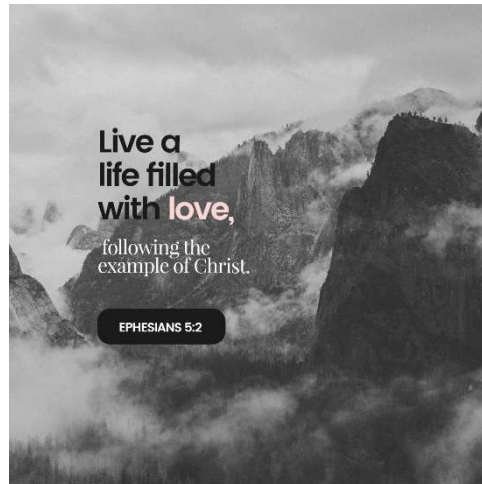 Live a
life filled
with love,
following the
example of Christ.
EPHESIANS 5:2